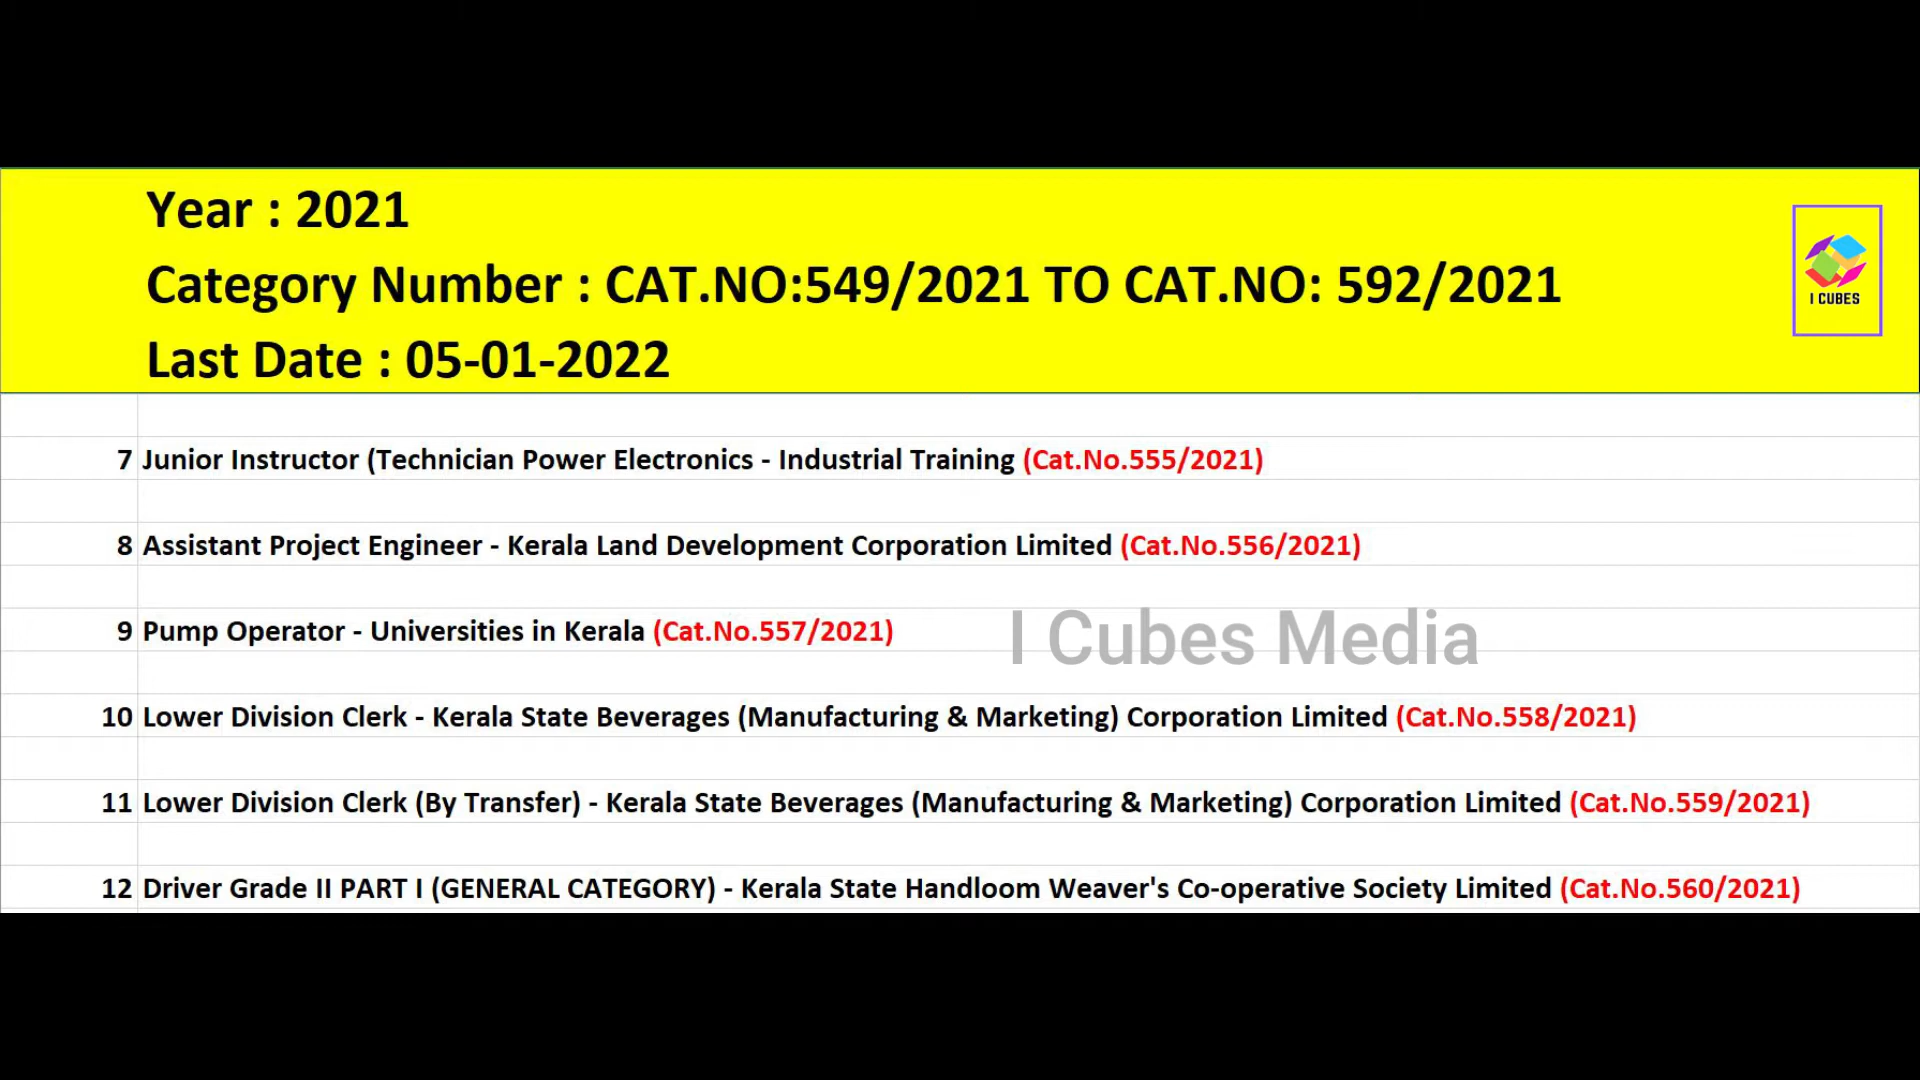 Year : 2021
Category Number : CAT.NO:549/2021 TO CAT.NO: 592/2021
I CUBES
Last Date : 05-01-2022
7 Junior Instructor (Technician Power Electronics - Industrial Training (Cat.No.555/2021)
8 Assistant Project Engineer - Kerala Land Development Corporation Limited (Cat.No.556/2021)
9 Pump Operator - Universities in Kerala (Cat.No.557/2021)
I Cubes Media
10 Lower Division Clerk - Kerala State Beverages (Manufacturing & Marketing) Corporation Limited (Cat.No.558/2021)
11 Lower Division Clerk (By Transfer) - Kerala State Beverages (Manufacturing & Marketing) Corporation Limited (Cat.No.559/2021)
12 Driver Grade II PART I (GENERAL CATEGORY) - Kerala State Handloom Weaver's Co-operative Society Limited (Cat.No.560/2021)